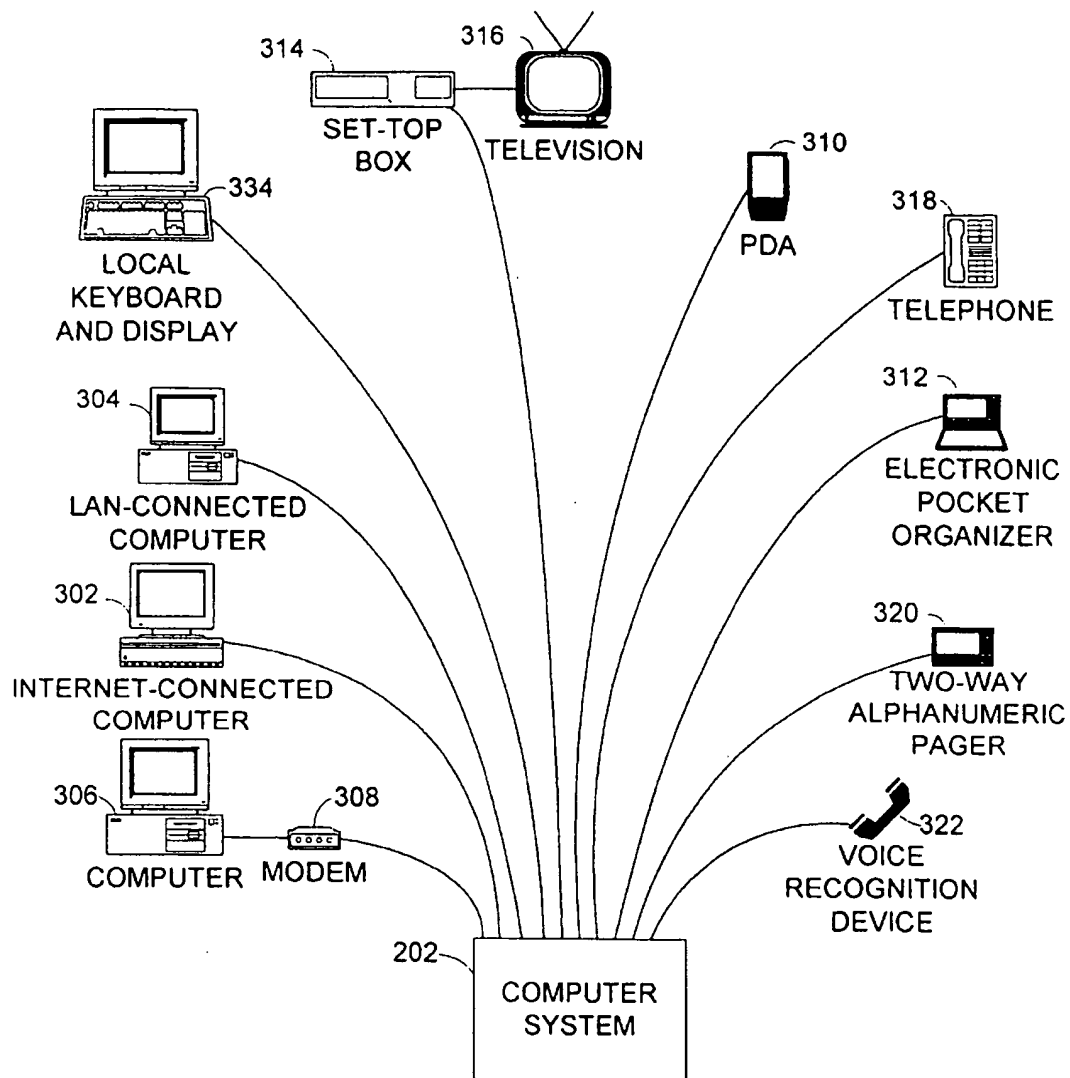 314
SET-TOP
BOX
316
TELEVISION
334
LOCAL
KEYBOARD
AND DISPLAY
310
PDA
318
TELEPHONE
304
LAN-CONNECTED
COMPUTER
312
ELECTRONIC
POCKET
ORGANIZER
302
INTERNET-CONNECTED
COMPUTER
320
TWO-WAY
ALPHANUMERIC
PAGER
306
COMPUTER
308
MODEM
322
VOICE
RECOGNITION
DEVICE
202
COMPUTER
SYSTEM